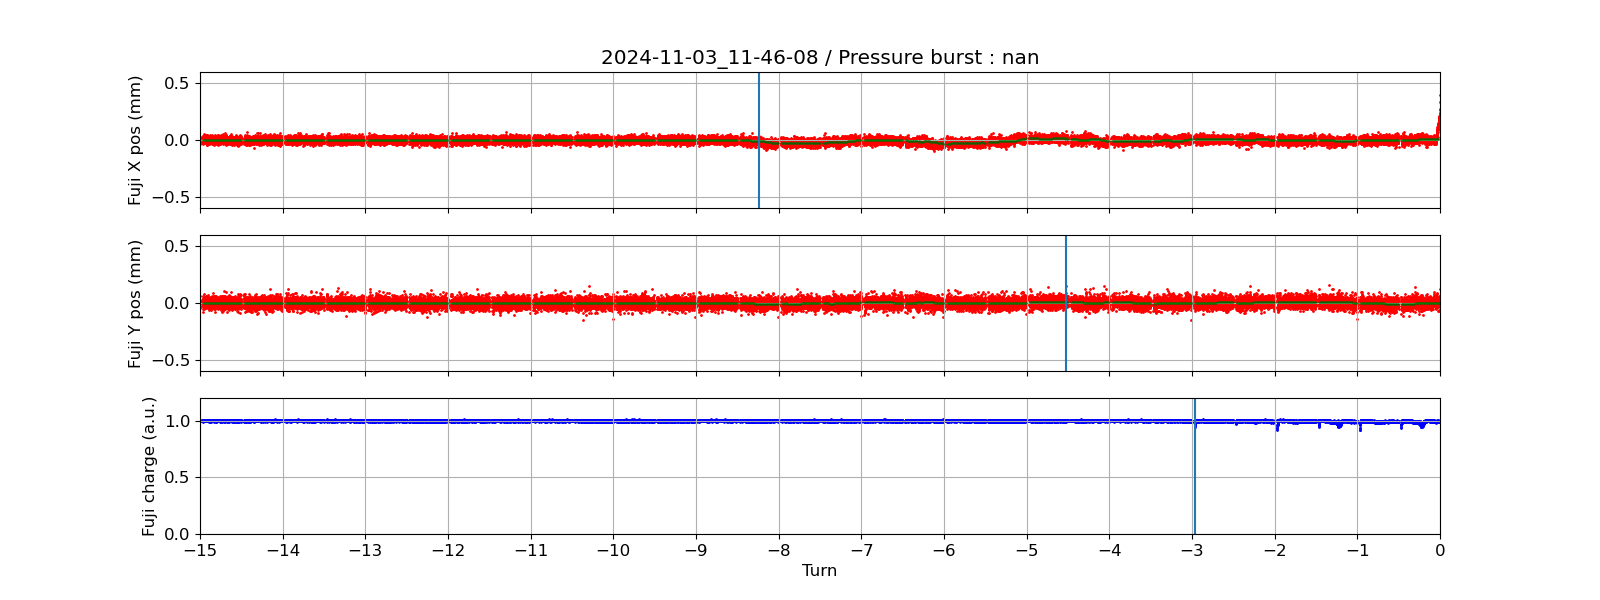 2024-11-03_11-46-08 / Pressure burst : nan
Fuji X pos (mm)
0.5
0.0
−0.5
Fuji Y pos (mm)
0.5
0.0
−0.5
Fuji charge (a.u.)
1.0
0.5
0.0
−15 −14 −13 −12 −11 −10 −9 −8 −7 −6 −5 −4 −3 −2 −1 0
Turn